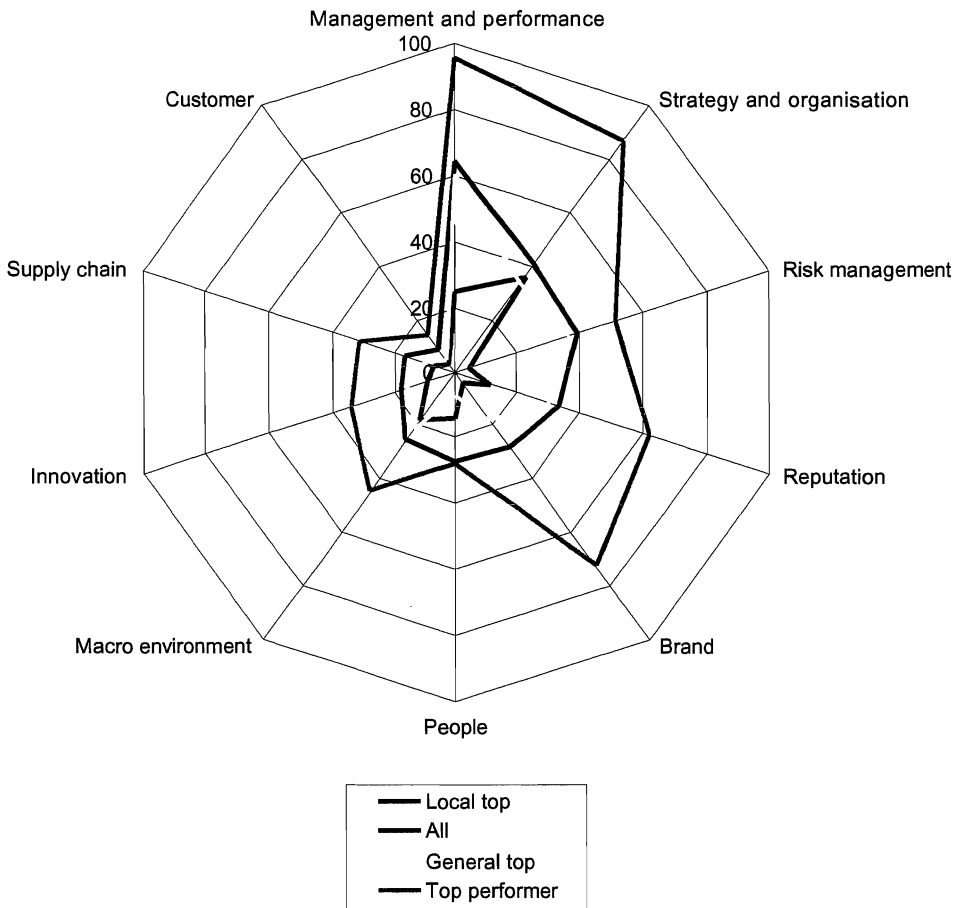 Management and performance
100
Customer
Strategy and organisation
80
60
40
Supply chain
Risk management
20
0
Innovation
Reputation
Macro environment
Brand
People
Local top
All
General top
Top performer